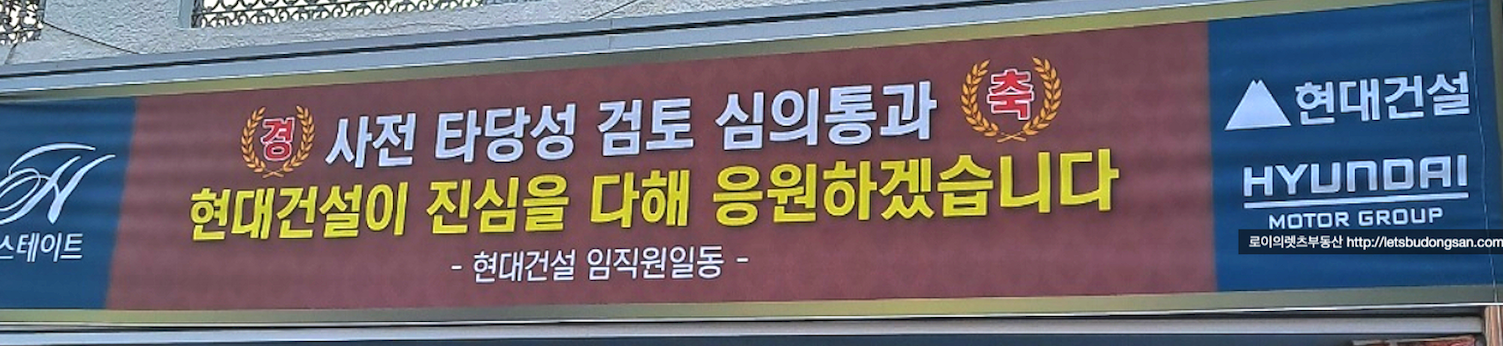 경 사전 타당성 검토 심의통과 축
현대건설이 진심을 다해 응원하겠습니다
- 현대건설 임직원일동 -
H
스테이트
현대건설
HYUNDAI
MOTOR GROUP
로이의렛츠부동산 http://letsbudongsan.com